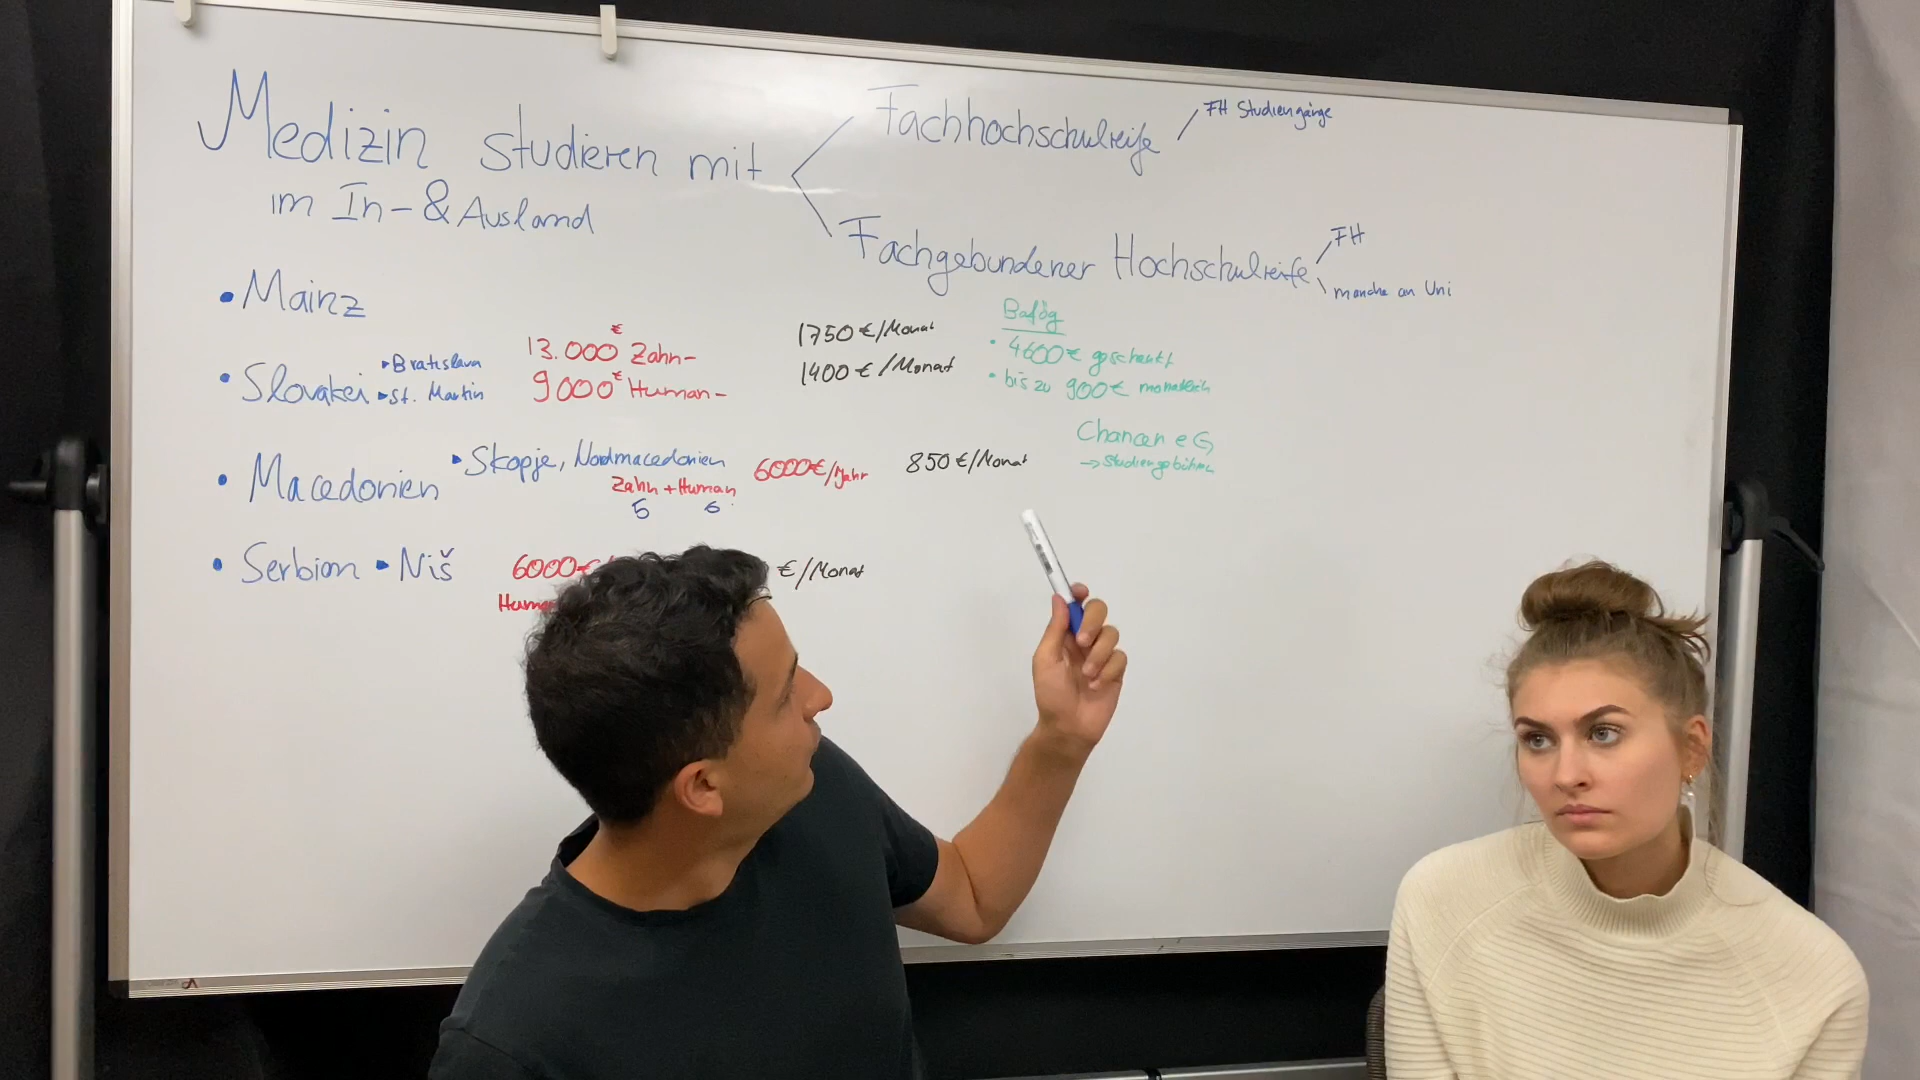 Medizin studieren mit
im In- & Ausland
Fachhochschulreife
FH Studiengänge
Fachgebundener Hochschulreife
FH
manche an Uni
• Mainz
• Slovakei
▸ Bratislava
▸ St. Martin
13.000 € Zahn-
9000 € Human-
1750 €/Monat
1400 €/Monat
Bafög
• 4600 € geschenkt
• bis zu 900 € monatlich
Chancen eG
→ Studiengebühren
• Macedonien
▸ Skopje, Nordmacedonien
Zahn + Human
5 6
6000€/Jahr
850 €/Monat
• Serbien ▸ Niš
6000€/
€/Monat